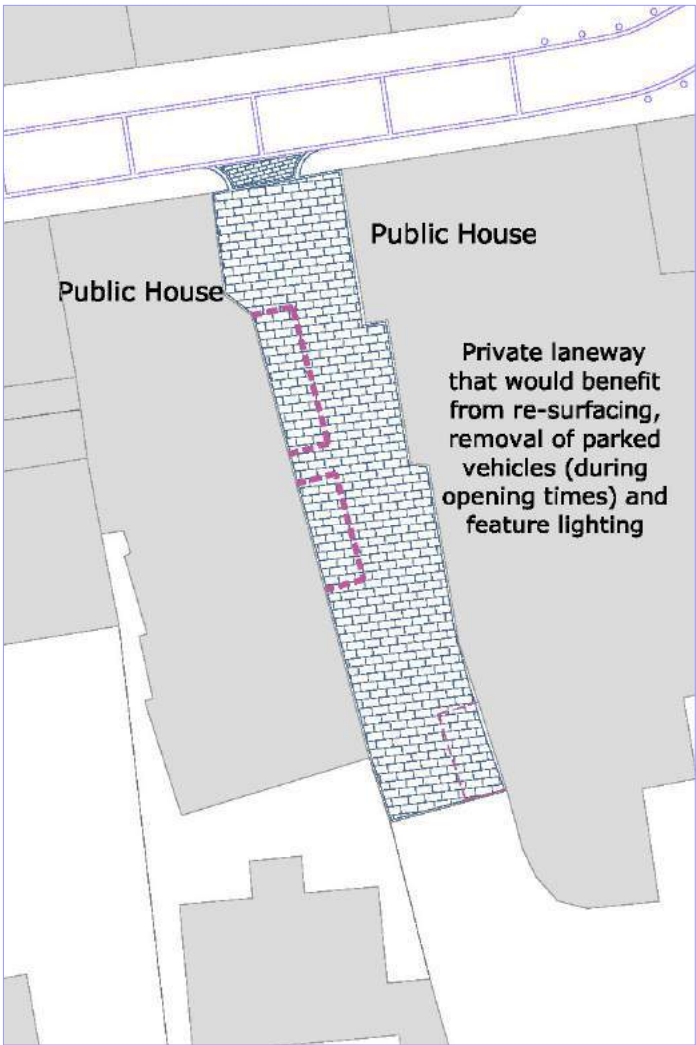 Public House
Public House
Private laneway
that would benefit
from re-surfacing,
removal of parked
vehicles (during
opening times) and
feature lighting